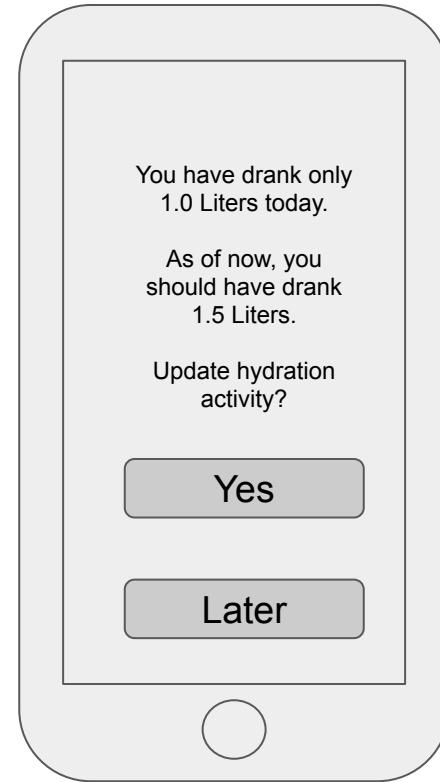 You have drank only
1.0 Liters today.
As of now, you
should have drank
1.5 Liters.
Update hydration
activity?
Yes
Later